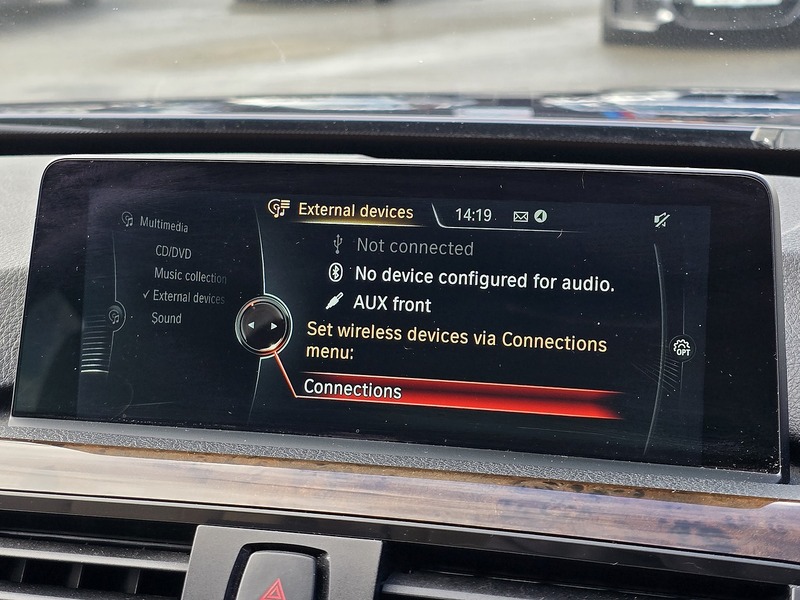 External devices
14:19
Multimedia
CD/DVD
Music collection
External devices
Sound
Not connected
No device configured for audio.
AUX front
Set wireless devices via Connections
menu:
Connections
OPT